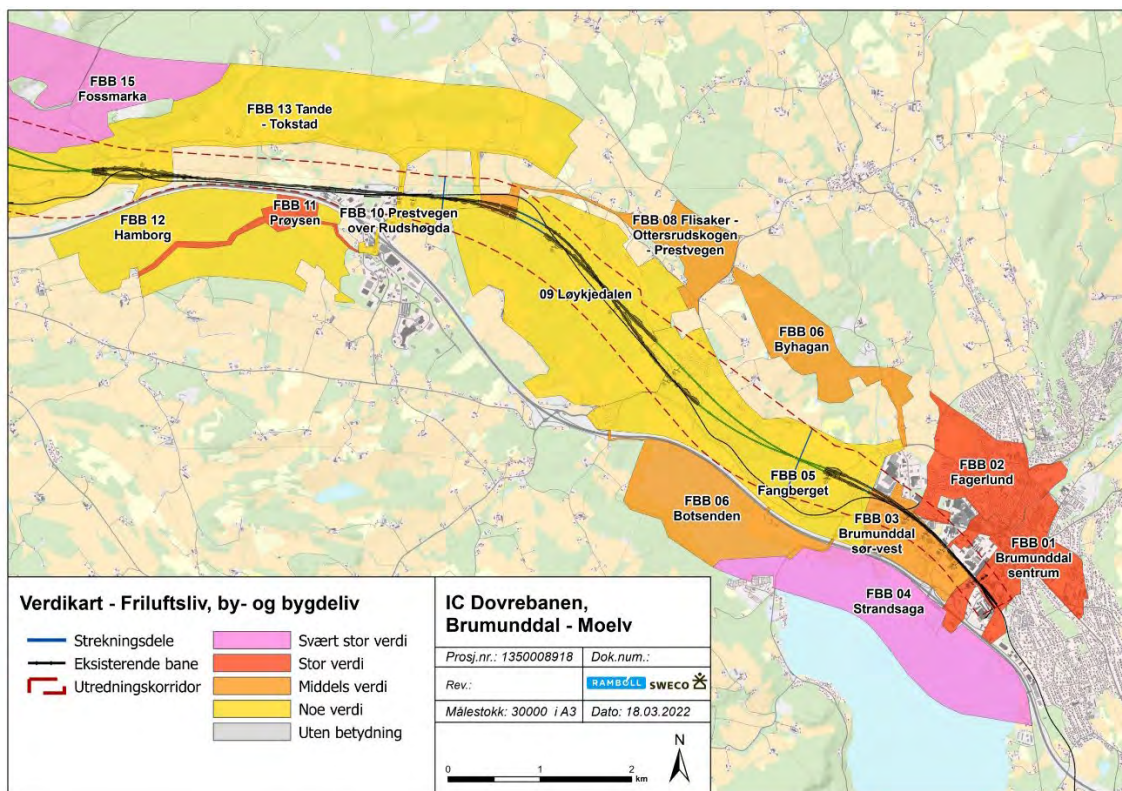 FBB 15
Fossmarka
FBB 13 Tande
- Tokstad
FBB 11
Prøysen
FBB 10 Prestvegen
over Rudshøgda
FBB 12
Hamborg
FBB 08 Flisaker -
Ottersrudskogen
- Prestvegen
09 Løykjedalen
FBB 06
Byhagan
FBB 02
Fagerlund
FBB 05
Fangberget
FBB 06
Botsenden
FBB 03
Brumunddal
sør-vest
FBB 01
Brumunddal
sentrum
FBB 04
Strandsaga
Verdikart - Friluftsliv, by- og bygdeliv
Strekningsdele
Eksisterende bane
Utredningskorridor
Svært stor verdi
Stor verdi
Middels verdi
Noe verdi
Uten betydning
IC Dovrebanen,
Brumunddal - Moelv
Prosj.nr.: 1350008918 Dok.num.:
Rev.: RAMBOLL SWECO
Målestokk: 30000 i A3 Dato: 18.03.2022
N
0 1 2
km